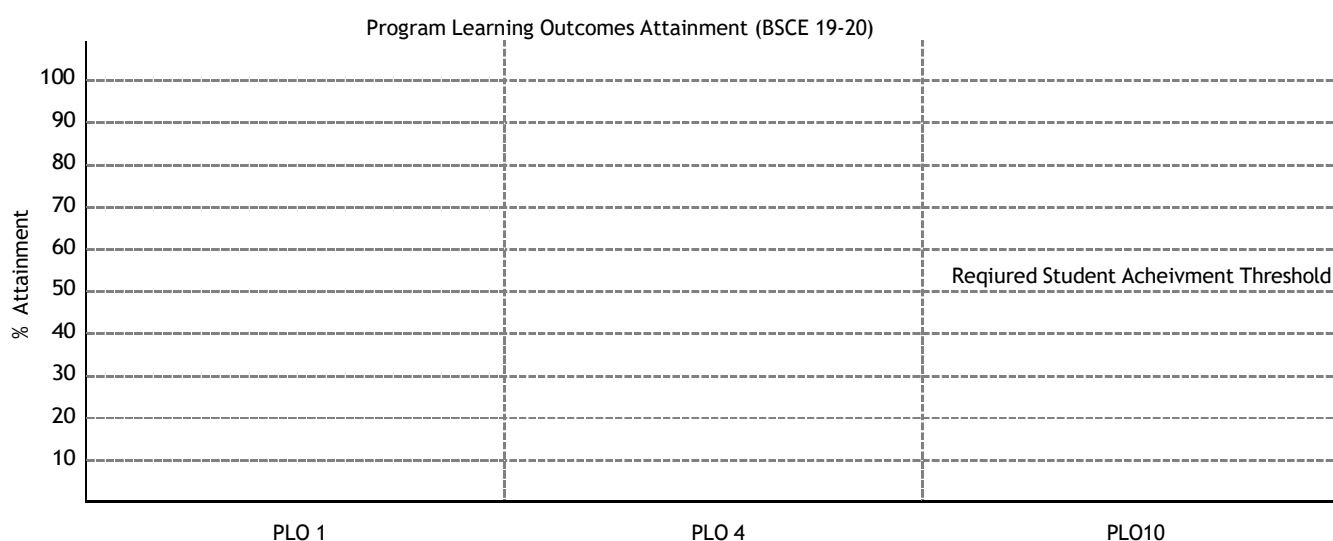 Program Learning Outcomes Attainment (BSCE 19-20)
100
90
80
70
60
Reqiured Student Acheivment Threshold
50
40
30
20
10
% Attainment
PLO 1
PLO 4
PLO10